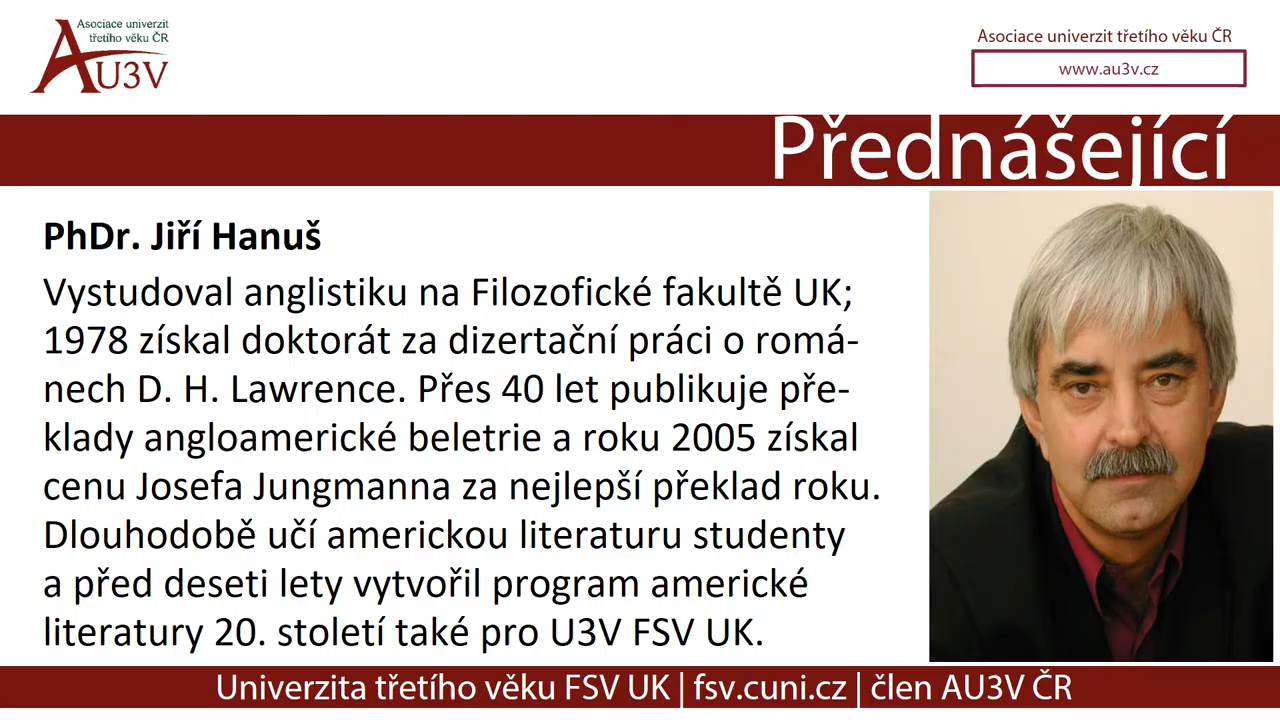 Asociace univerzit
třetího věku ČR
AU3V
Asociace univerzit třetího věku ČR
www.au3v.cz
Přednášející
PhDr. Jiří Hanuš
Vystudoval anglistiku na Filozofické fakultě UK;
1978 získal doktorát za dizertační práci o romá-
nech D. H. Lawrence. Přes 40 let publikuje pře-
klady angloamerické beletrie a roku 2005 získal
cenu Josefa Jungmanna za nejlepší překlad roku.
Dlouhodobě učí americkou literaturu studenty
a před deseti lety vytvořil program americké
literatury 20. století také pro U3V FSV UK.
Univerzita třetího věku FSV UK | fsv.cuni.cz | člen AU3V ČR